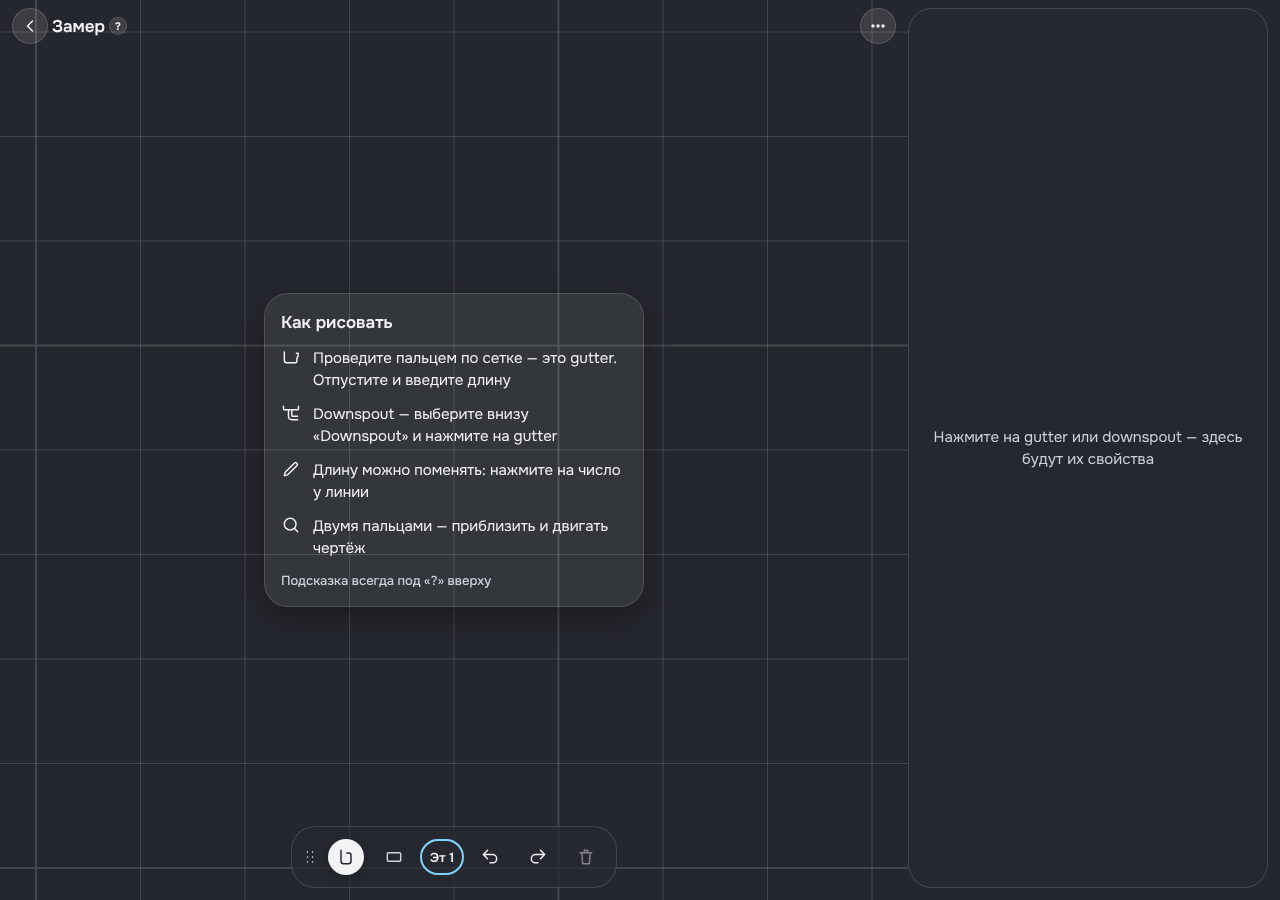 Замер ?
Как рисовать
Проведите пальцем по сетке — это gutter.
Отпустите и введите длину
Downspout — выберите внизу
«Downspout» и нажмите на gutter
Длину можно поменять: нажмите на число
у линии
Двумя пальцами — приблизить и двигать
чертёж
Подсказка всегда под «?» вверху
Нажмите на gutter или downspout — здесь
будут их свойства
Эт 1